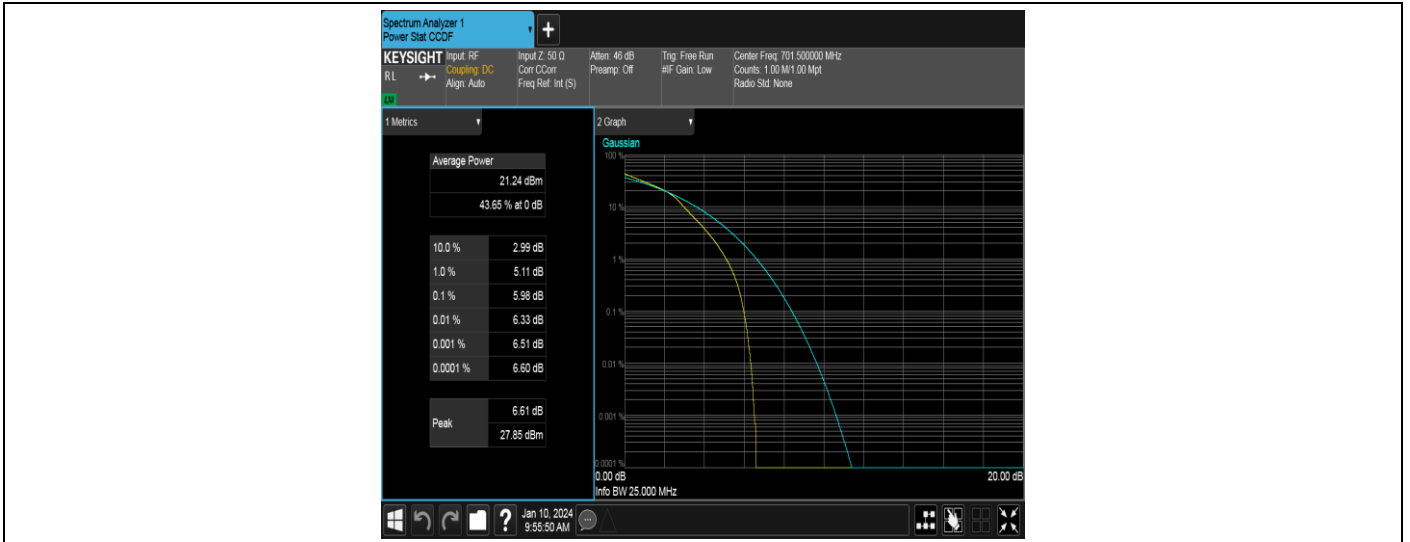 Spectrum Analyzer 1
Power Stat CCDF
+
KEYSIGHT
RL
LXI
Input: RF
Coupling: DC
Align: Auto
Input Z: 50 Ω
Corr CCorr
Freq Ref: Int (S)
Atten: 46 dB
Preamp: Off
Trig: Free Run
#IF Gain: Low
Center Freq: 701.500000 MHz
Counts: 1.00 M/1.00 Mpt
Radio Std: None
1 Metrics
Average Power
21.24 dBm
43.65 % at 0 dB
10.0 % 2.99 dB
1.0 % 5.11 dB
0.1 % 5.98 dB
0.01 % 6.33 dB
0.001 % 6.51 dB
0.0001 % 6.60 dB
Peak
6.61 dB
27.85 dBm
2 Graph
Gaussian
100 %
10 %
1 %
0.1 %
0.01 %
0.001 %
0.0001 %
0.00 dB 20.00 dB
Info BW 25.000 MHz
?
Jan 10, 2024
9:55:50 AM